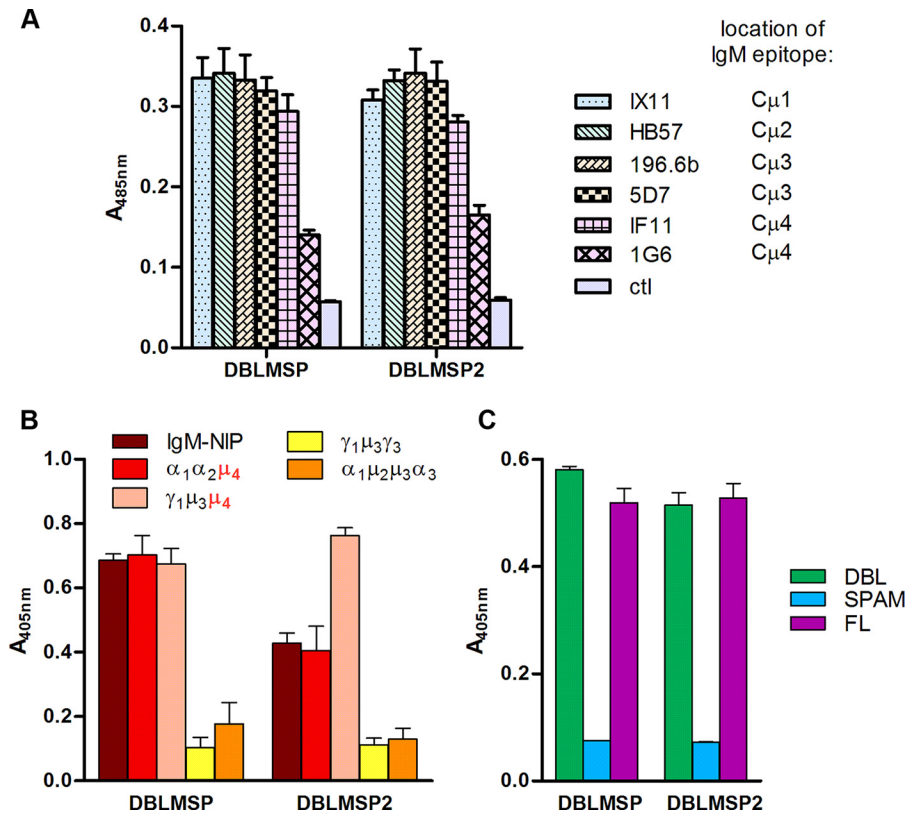 A
location of
IgM epitope:
0.4
0.3
0.2
0.1
0.0
A485nm
IX11 Cμ1
HB57 Cμ2
196.6b Cμ3
5D7 Cμ3
IF11 Cμ4
1G6 Cμ4
ctl
DBLMSP DBLMSP2
B
IgM-NIP
α1α2μ4
γ1μ3μ4
γ1μ3γ3
α1μ2μ3α3
1.0
0.8
0.6
0.4
0.2
0.0
A405nm
DBLMSP DBLMSP2
C
0.6
0.4
0.2
0.0
A405nm
DBL
SPAM
FL
DBLMSP DBLMSP2